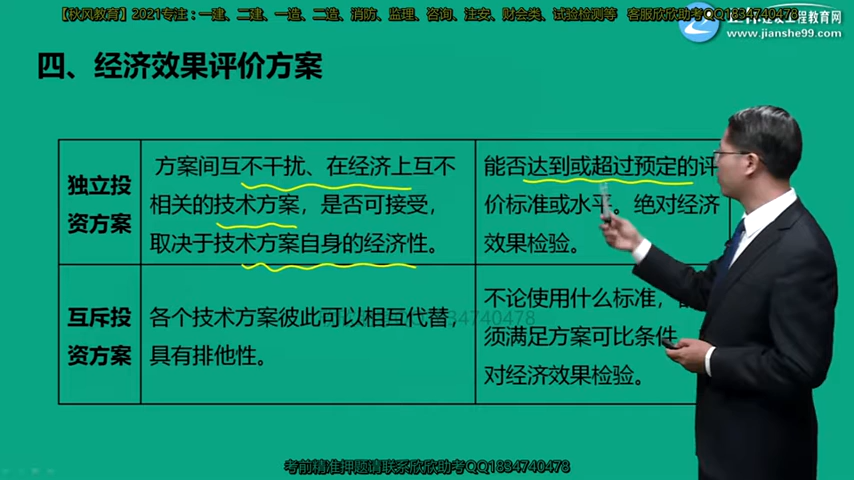 【秋风教育】2021专注：一建、二建、一造、二造、消防、监理、咨询、注安、财会类、试验检测等 客服欣欣助考QQ1834740478
工程教育网
www.jianshe99.com
四、经济效果评价方案
独立投资方案
方案间互不干扰、在经济上互不
相关的技术方案，是否可接受，
取决于技术方案自身的经济性。
能否达到或超过预定的评
价标准或水平。绝对经济
效果检验。
互斥投资方案
各个技术方案彼此可以相互代替，
具有排他性。
不论使用什么标准，
须满足方案可比条件
对经济效果检验。
34740478
考前精准押题请联系欣欣助考QQ1834740478